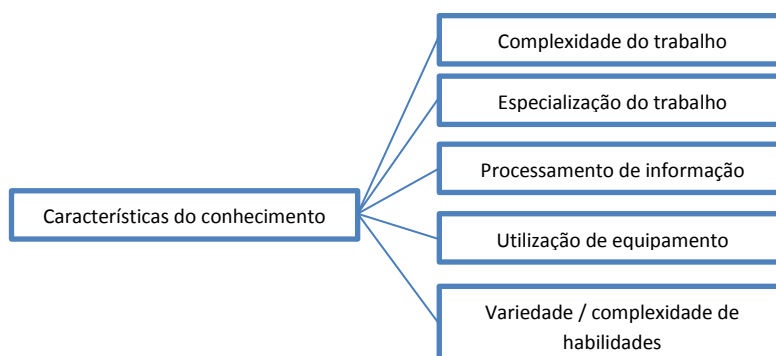 Complexidade do trabalho
Especialização do trabalho
Processamento de informação
Características do conhecimento
Utilização de equipamento
Variedade / complexidade de
habilidades